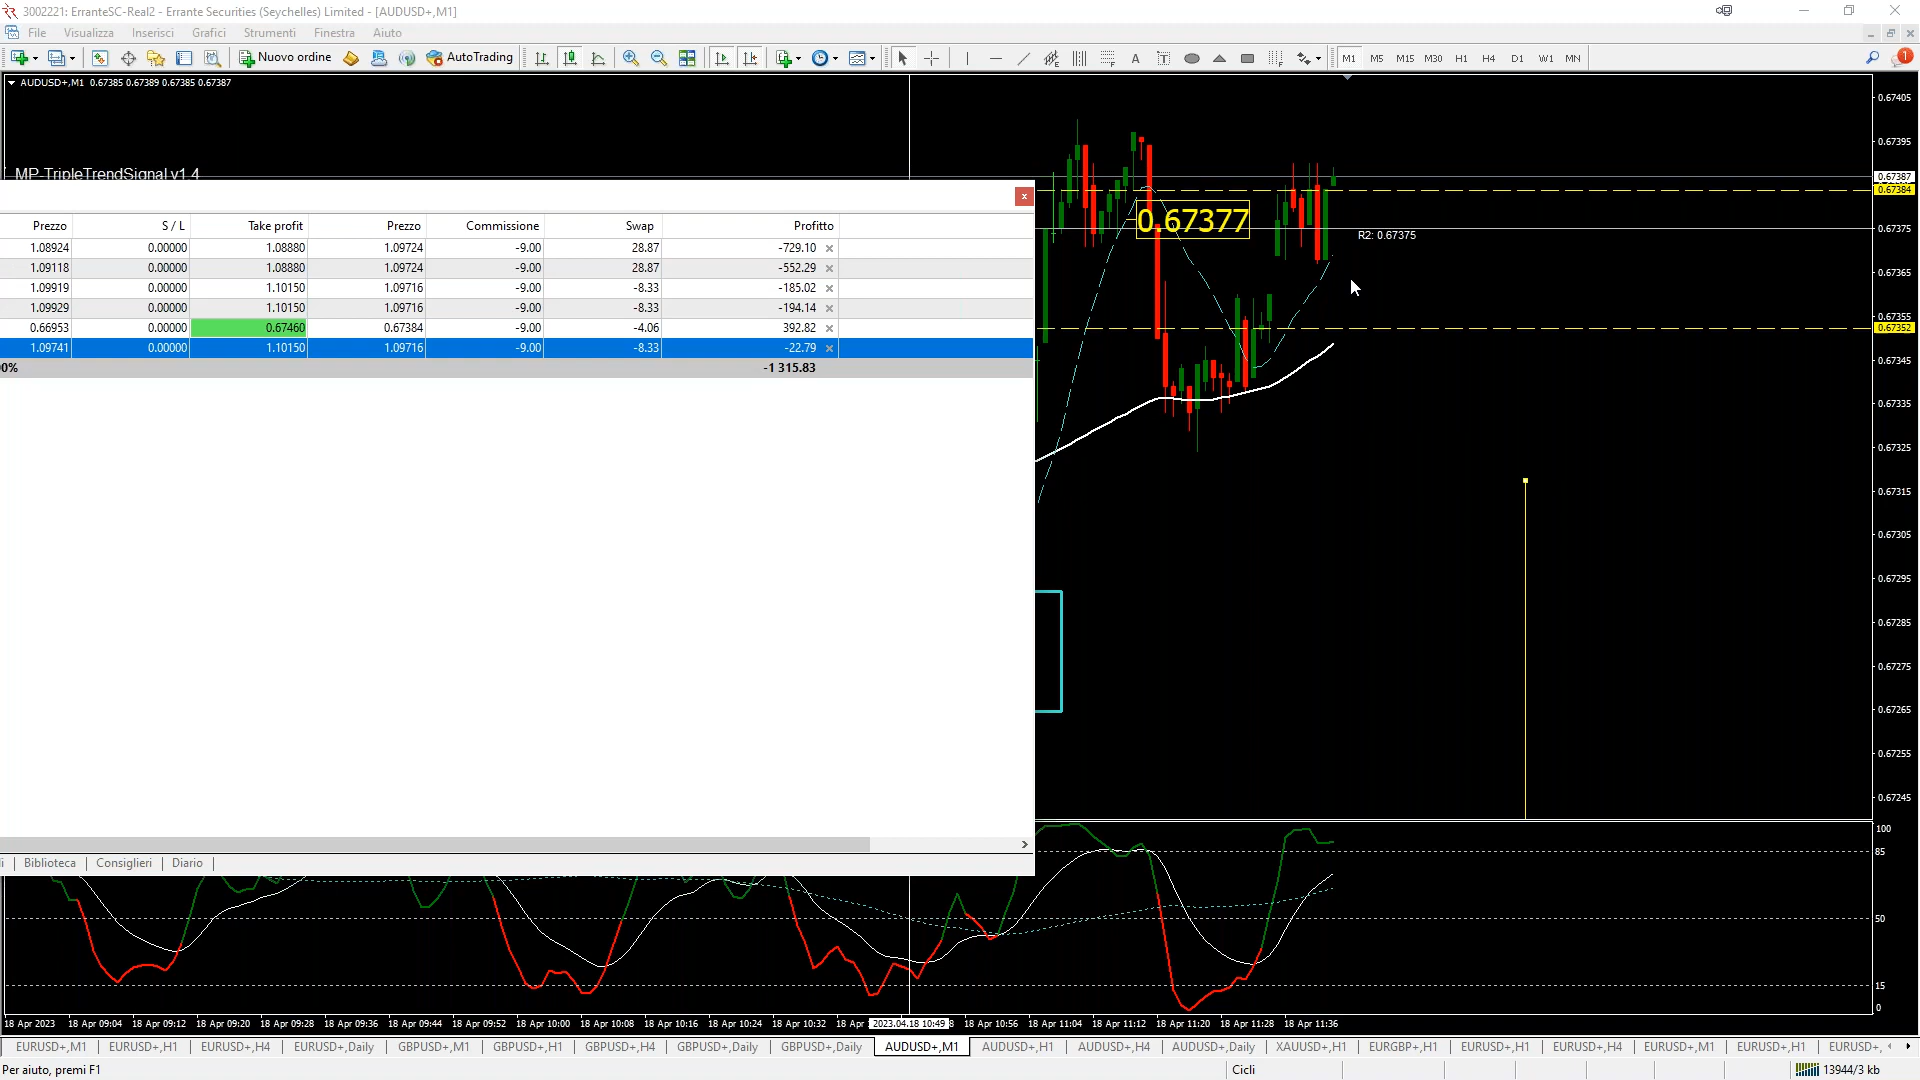 3002221: ErranteSC-Real2 - Errante Securities (Seychelles) Limited - [AUDUSD+,M1]
File Visualizza Inserisci Grafici Strumenti Finestra Aiuto
Nuovo ordine AutoTrading A T M1 M5 M15 M30 H1 H4 D1 W1 MN 1
AUDUSD+,M1 0.67385 0.67389 0.67385 0.67387
MP-TripleTrendSignal v1.4
Prezzo S / L Take profit Prezzo Commissione Swap Profitto
1.08924 0.00000 1.08880 1.09724 -9.00 28.87 -729.10
1.09118 0.00000 1.08880 1.09724 -9.00 28.87 -552.29
1.09919 0.00000 1.10150 1.09716 -9.00 -8.33 -185.02
1.09929 0.00000 1.10150 1.09716 -9.00 -8.33 -194.14
0.66953 0.00000 0.67460 0.67384 -9.00 -4.06 392.82
1.09741 0.00000 1.10150 1.09716 -9.00 -8.33 -22.79
0% -1 315.83
Biblioteca Consiglieri Diario
0.67377
R2: 0.67375
0.67405
0.67395
0.67387
0.67384
0.67375
0.67365
0.67355
0.67352
0.67345
0.67335
0.67325
0.67315
0.67305
0.67295
0.67285
0.67275
0.67265
0.67255
0.67245
100
85
50
15
0
18 Apr 2023 18 Apr 09:04 18 Apr 09:12 18 Apr 09:20 18 Apr 09:28 18 Apr 09:36 18 Apr 09:44 18 Apr 09:52 18 Apr 10:00 18 Apr 10:08 18 Apr 10:16 18 Apr 10:24 18 Apr 10:32 18 Apr 2023.04.18 10:49 8 18 Apr 10:56 18 Apr 11:04 18 Apr 11:12 18 Apr 11:20 18 Apr 11:28 18 Apr 11:36
EURUSD+,M1 EURUSD+,H1 EURUSD+,H4 EURUSD+,Daily GBPUSD+,M1 GBPUSD+,H1 GBPUSD+,H4 GBPUSD+,Daily GBPUSD+,Daily AUDUSD+,M1 AUDUSD+,H1 AUDUSD+,H4 AUDUSD+,Daily XAUUSD+,H1 EURGBP+,H1 EURUSD+,H1 EURUSD+,H4 EURUSD+,M1 EURUSD+,H1 EURUSD+,
Per aiuto, premi F1 Cicli 13944/3 kb